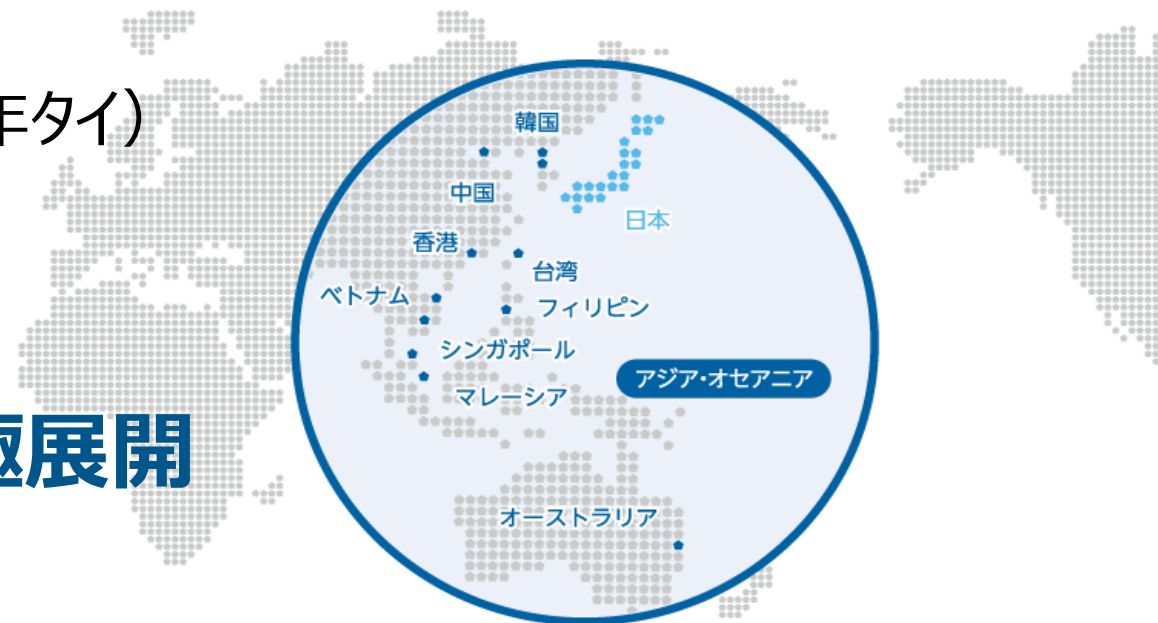 年タイ）
韓国
中国
日本
香港
台湾
ベトナム
フィリピン
シンガポール
アジア・オセアニア
マレーシア
極展開
オーストラリア